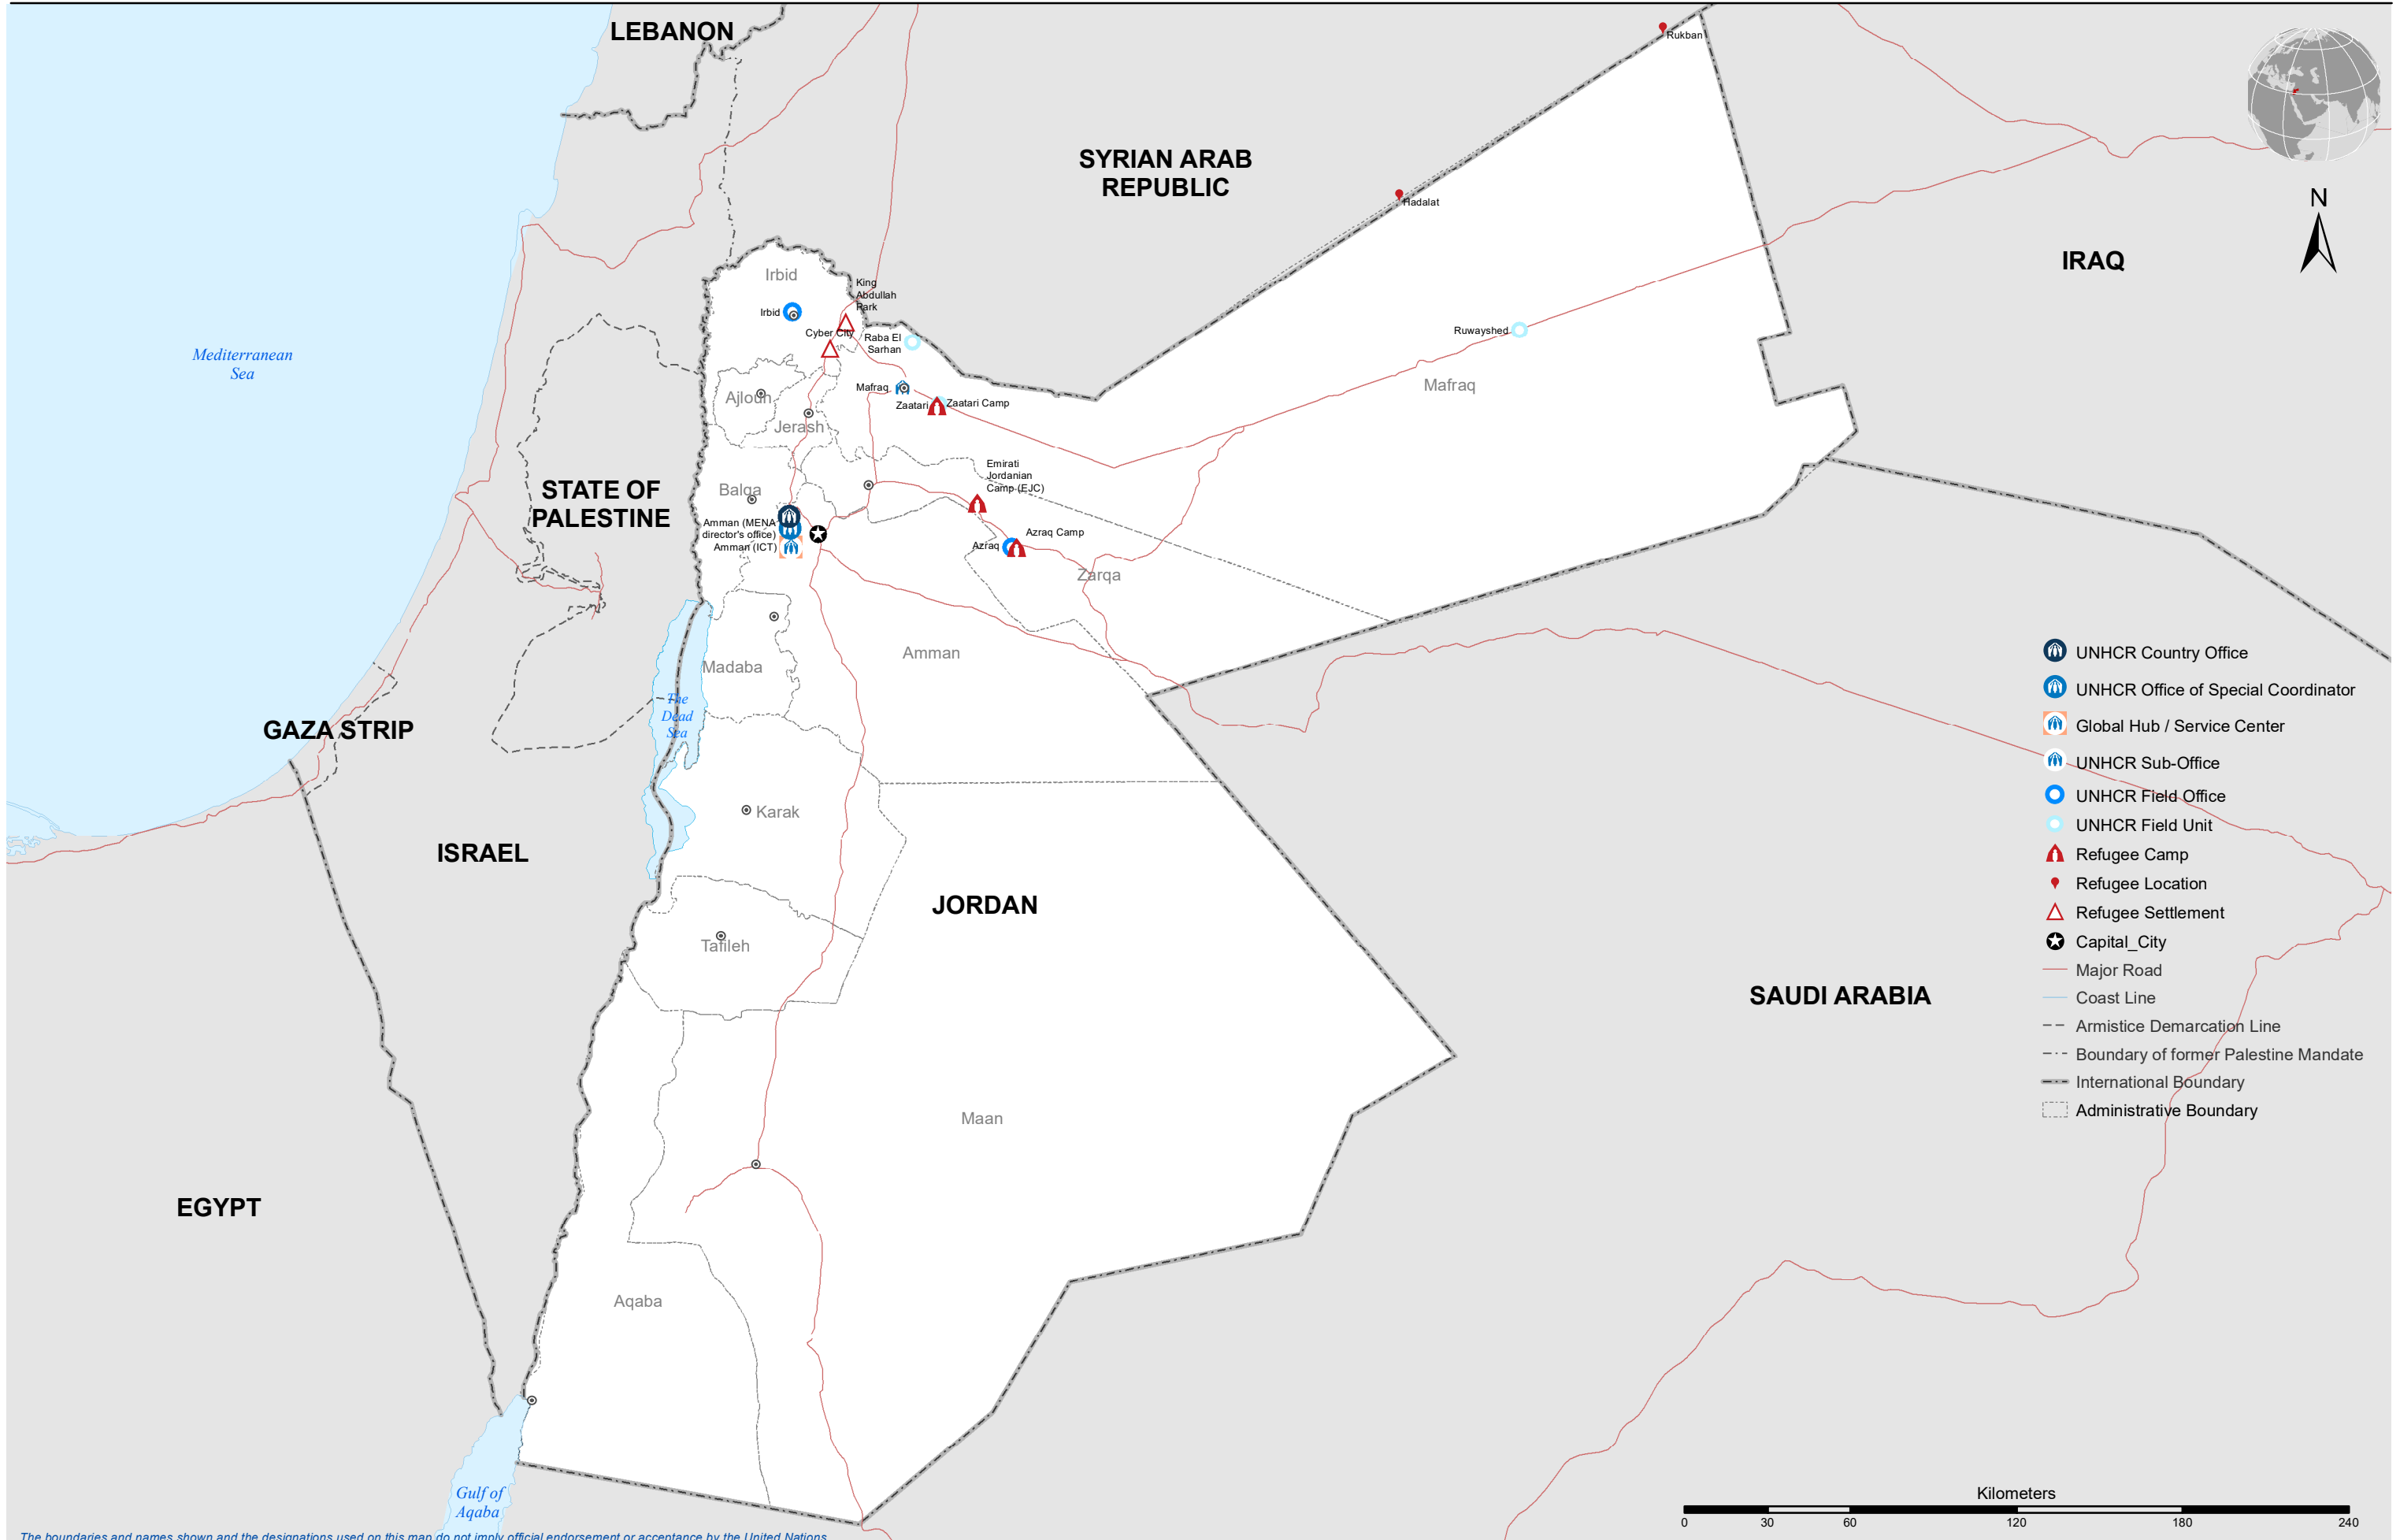 LEBANON
Rukban
SYRIAN ARAB
REPUBLIC
N
Hadalat
IRAQ
Irbid
King
Abdullah
Park
Irbid
Cyber City
Raba El
Sarhan
Ruwayshed
Mediterranean
Sea
Mafraq
Mafraq
Ajloun
Zaatari
Zaatari Camp
Jerash
Emirati
Jordanian
Camp (EJC)
STATE OF
PALESTINE
Balqa
Amman (MENA
director's office)
Amman (ICT)
Azraq Camp
Azraq
Zarqa
Amman
Madaba
The
Dead
Sea
GAZA STRIP
Karak
ISRAEL
JORDAN
Tafileh
SAUDI ARABIA
Maan
EGYPT
Aqaba
Gulf of
Aqaba
UNHCR Country Office
UNHCR Office of Special Coordinator
Global Hub / Service Center
UNHCR Sub-Office
UNHCR Field Office
UNHCR Field Unit
Refugee Camp
Refugee Location
Refugee Settlement
Capital_City
Major Road
Coast Line
Armistice Demarcation Line
Boundary of former Palestine Mandate
International Boundary
Administrative Boundary
Kilometers
0 30 60 120 180 240
The boundaries and names shown and the designations used on this map do not imply official endorsement or acceptance by the United Nations.